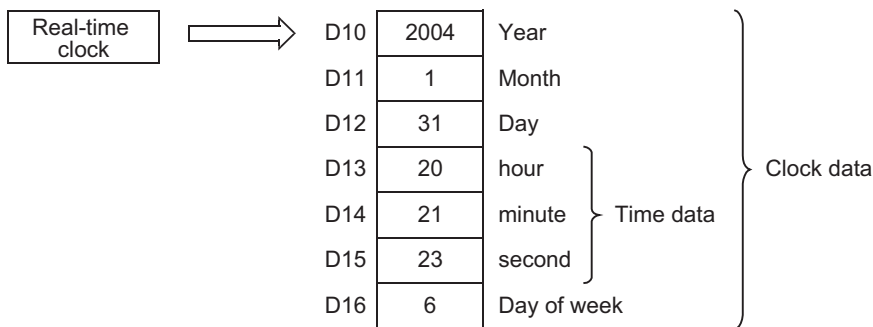 Real-time
clock
D10 2004 Year
D11 1 Month
D12 31 Day
D13 20 hour
D14 21 minute
D15 23 second
D16 6 Day of week
Time data
Clock data